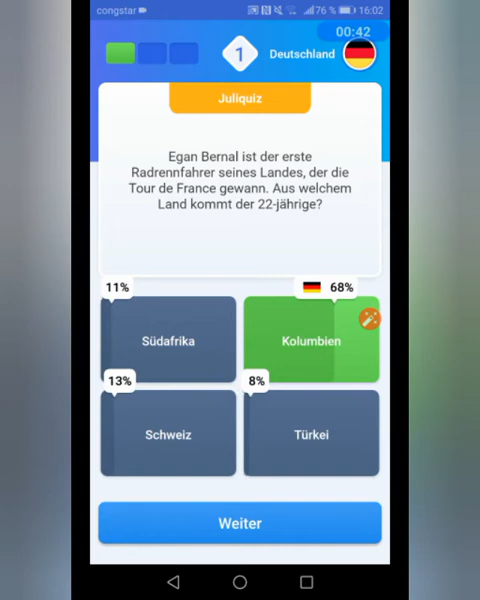 congstar 76 % 16:02
00:42
1 Deutschland
Juliquiz
Egan Bernal ist der erste
Radrennfahrer seines Landes, der die
Tour de France gewann. Aus welchem
Land kommt der 22-jährige?
11% 68%
Südafrika Kolumbien
13% 8%
Schweiz Türkei
Weiter